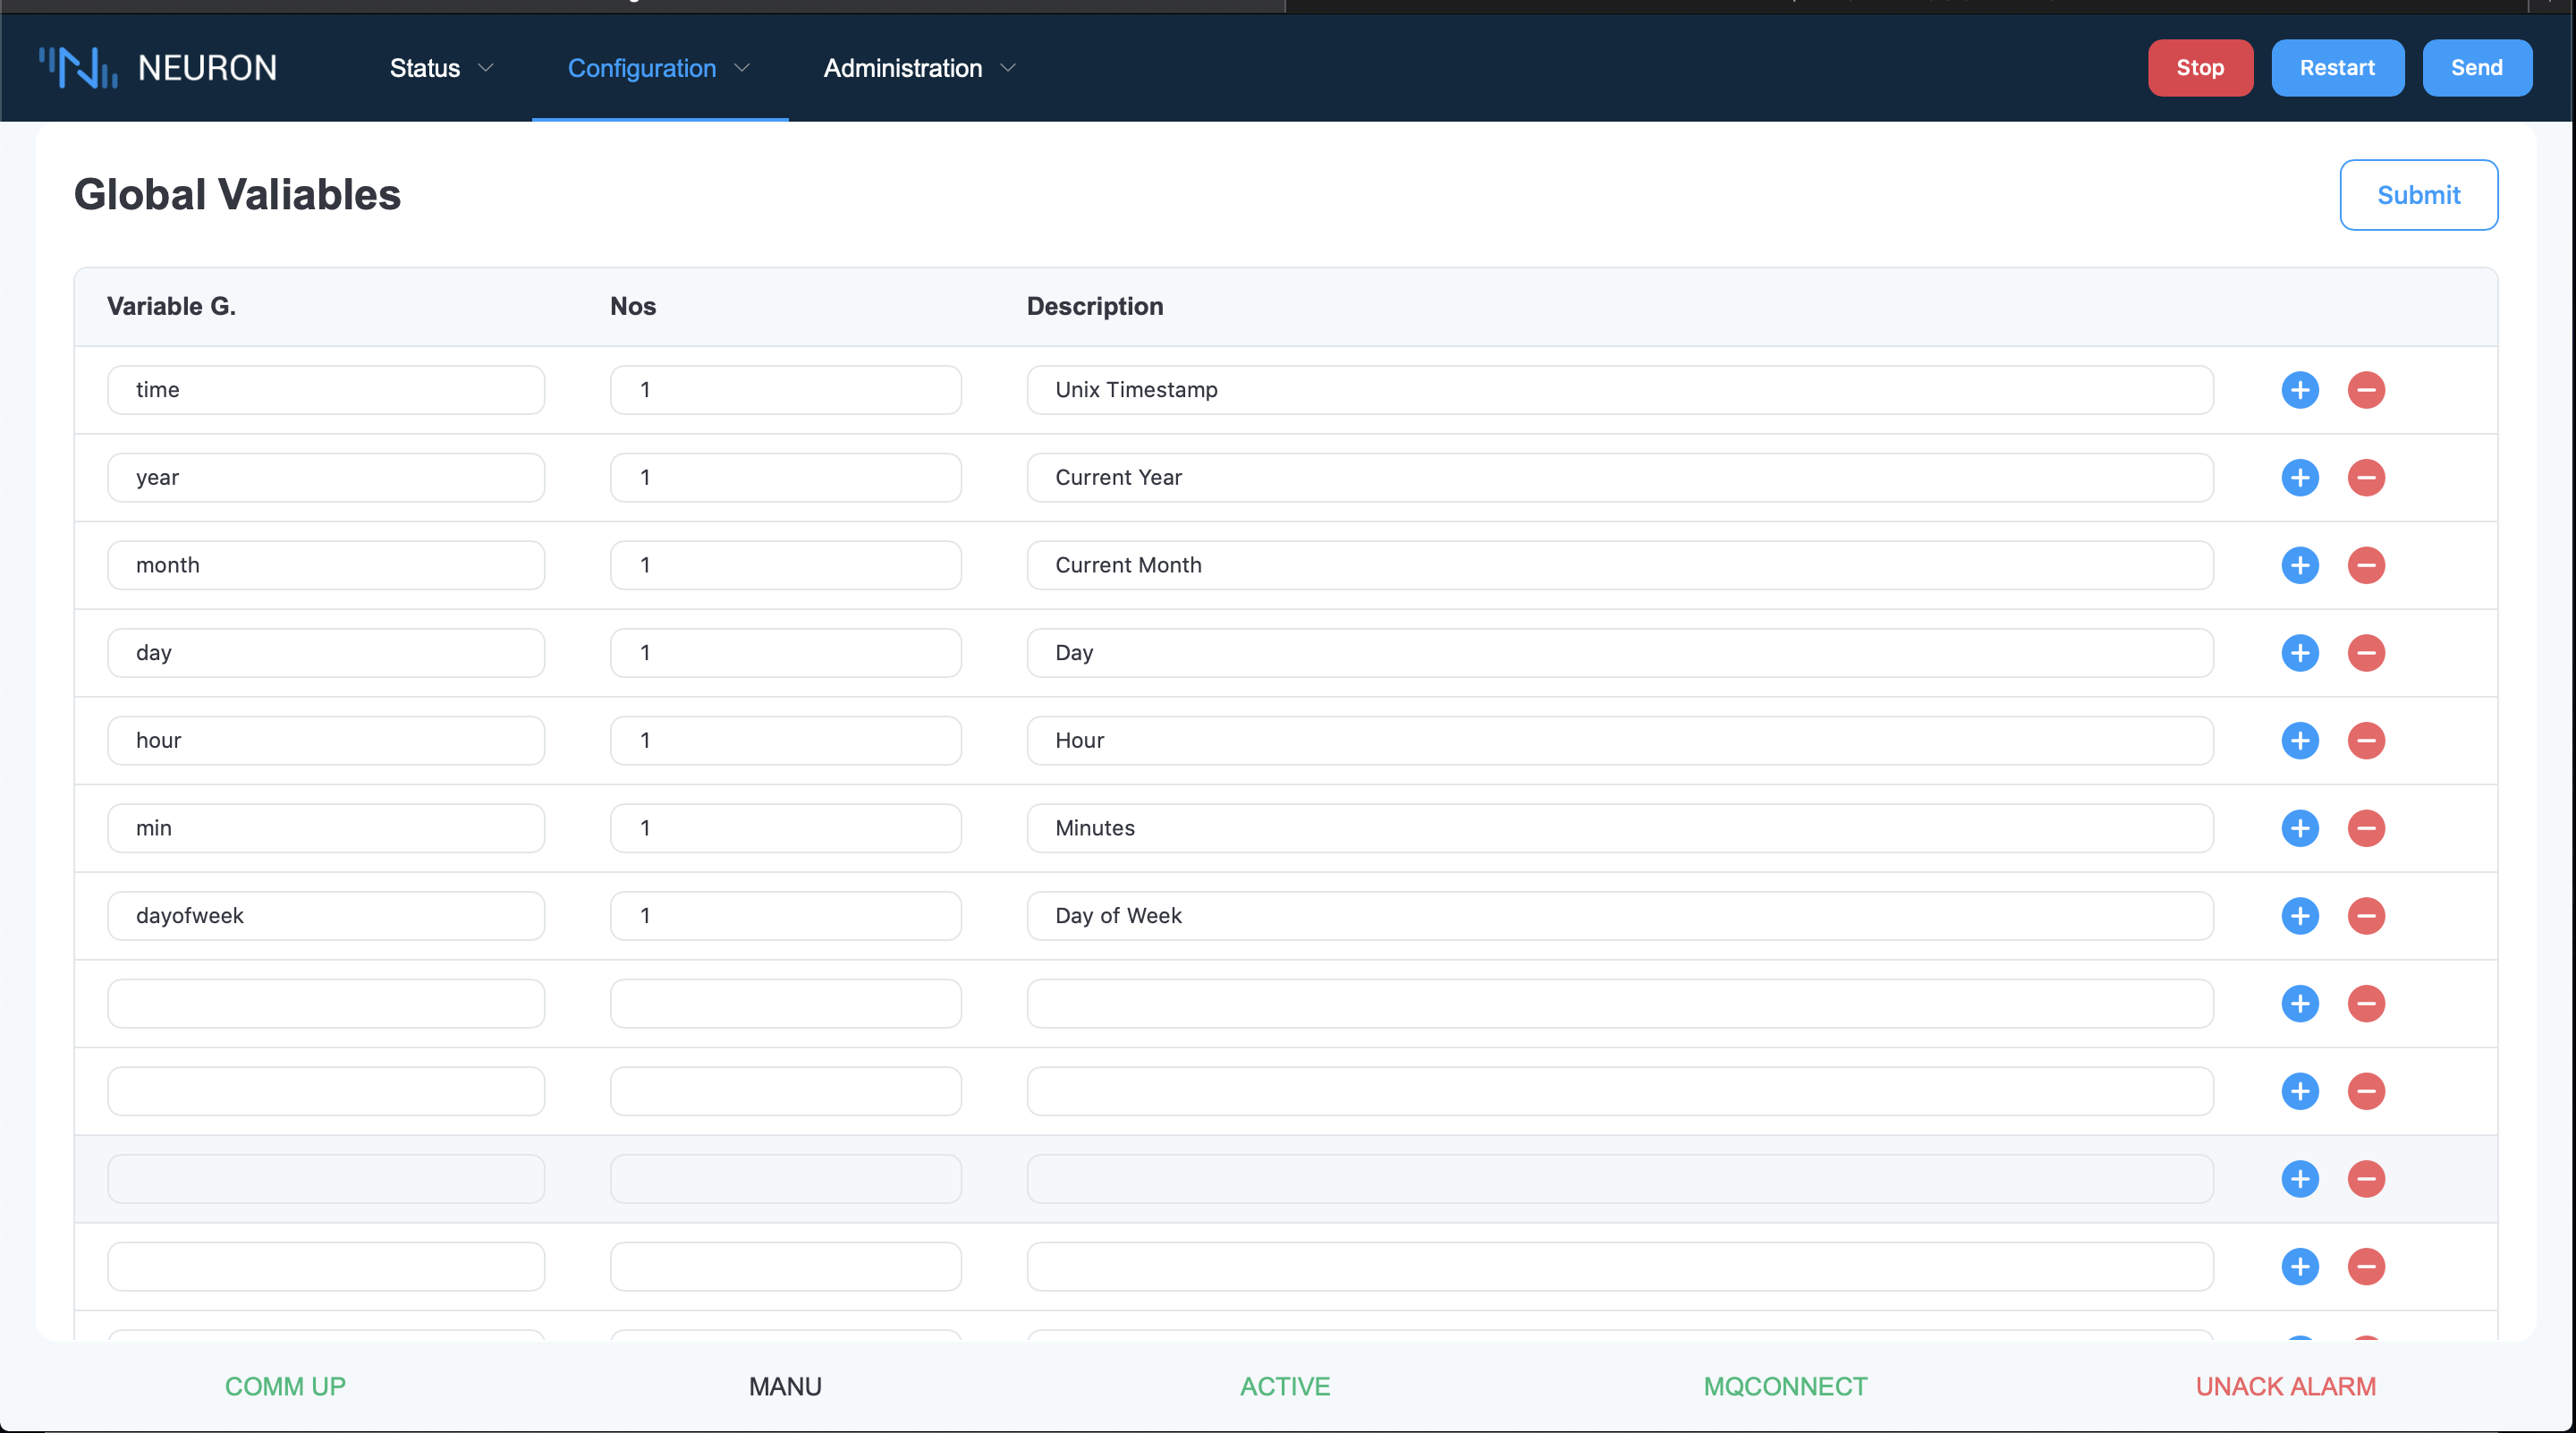 NEURON Status Configuration Administration Stop Restart Send
Global Valiables Submit
Variable G. Nos Description
time 1 Unix Timestamp
year 1 Current Year
month 1 Current Month
day 1 Day
hour 1 Hour
min 1 Minutes
dayofweek 1 Day of Week
COMM UP MANU ACTIVE MQCONNECT UNACK ALARM